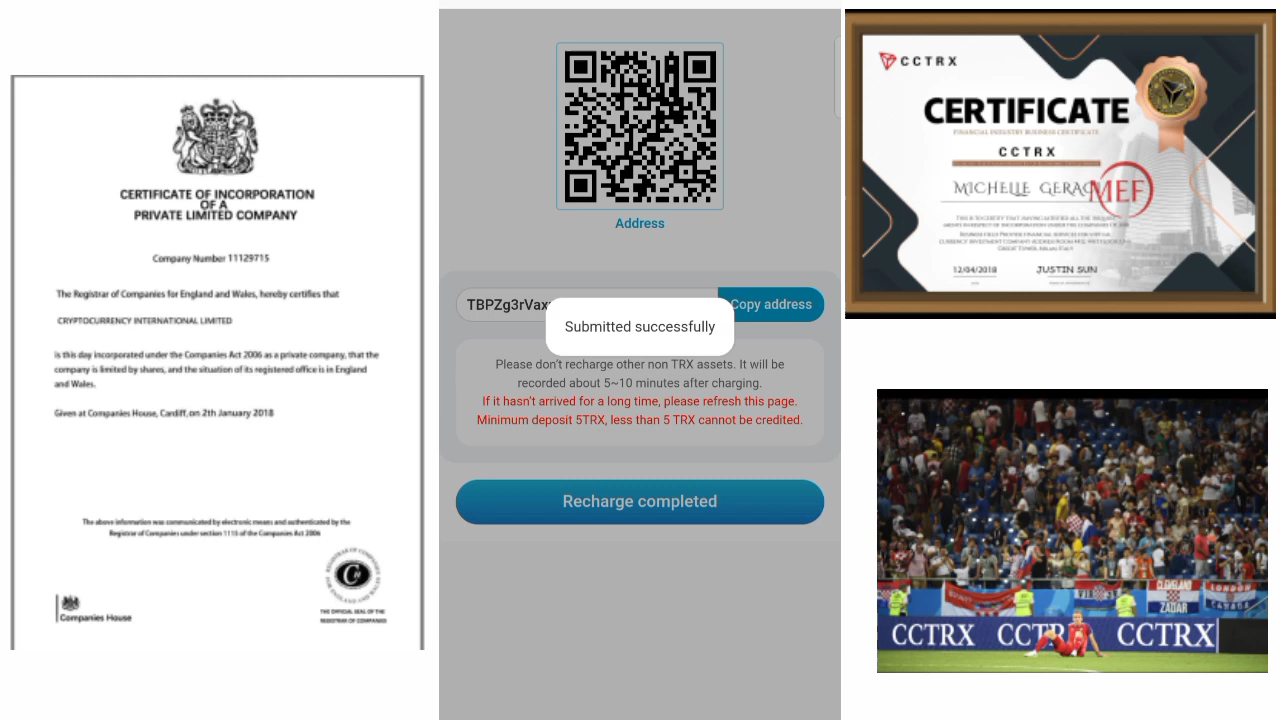 CERTIFICATE OF INCORPORATION
OF A
PRIVATE LIMITED COMPANY
Company Number 11129715
The Registrar of Companies for England and Wales, hereby certifies that
CRYPTOCURRENCY INTERNATIONAL LIMITED
is this day incorporated under the Companies Act 2006 as a private company, that the
company is limited by shares, and the situation of its registered office is in England
and Wales.
Given at Companies House, Cardiff, on 2th January 2018
The above information was communicated by electronic means and authenticated by the
Registrar of Companies under section 1115 of the Companies Act 2006
Companies House
THE OFFICIAL SEAL OF THE
REGISTRAR OF COMPANIES
Address
TBPZg3rVax
Copy address
Submitted successfully
Please don't recharge other non TRX assets. It will be
recorded about 5~10 minutes after charging.
If it hasn't arrived for a long time, please refresh this page.
Minimum deposit 5TRX, less than 5 TRX cannot be credited.
Recharge completed
CCTRX
CERTIFICATE
FINANCIAL INDUSTRY BUSINESS CERTIFICATE
CCTRX
MICHELLE GERAC
MEF
12/04/2018
JUSTIN SUN
CLEVELAND
ZADAR
LONDON
CANADA
CCTRX CCTR CCTRX